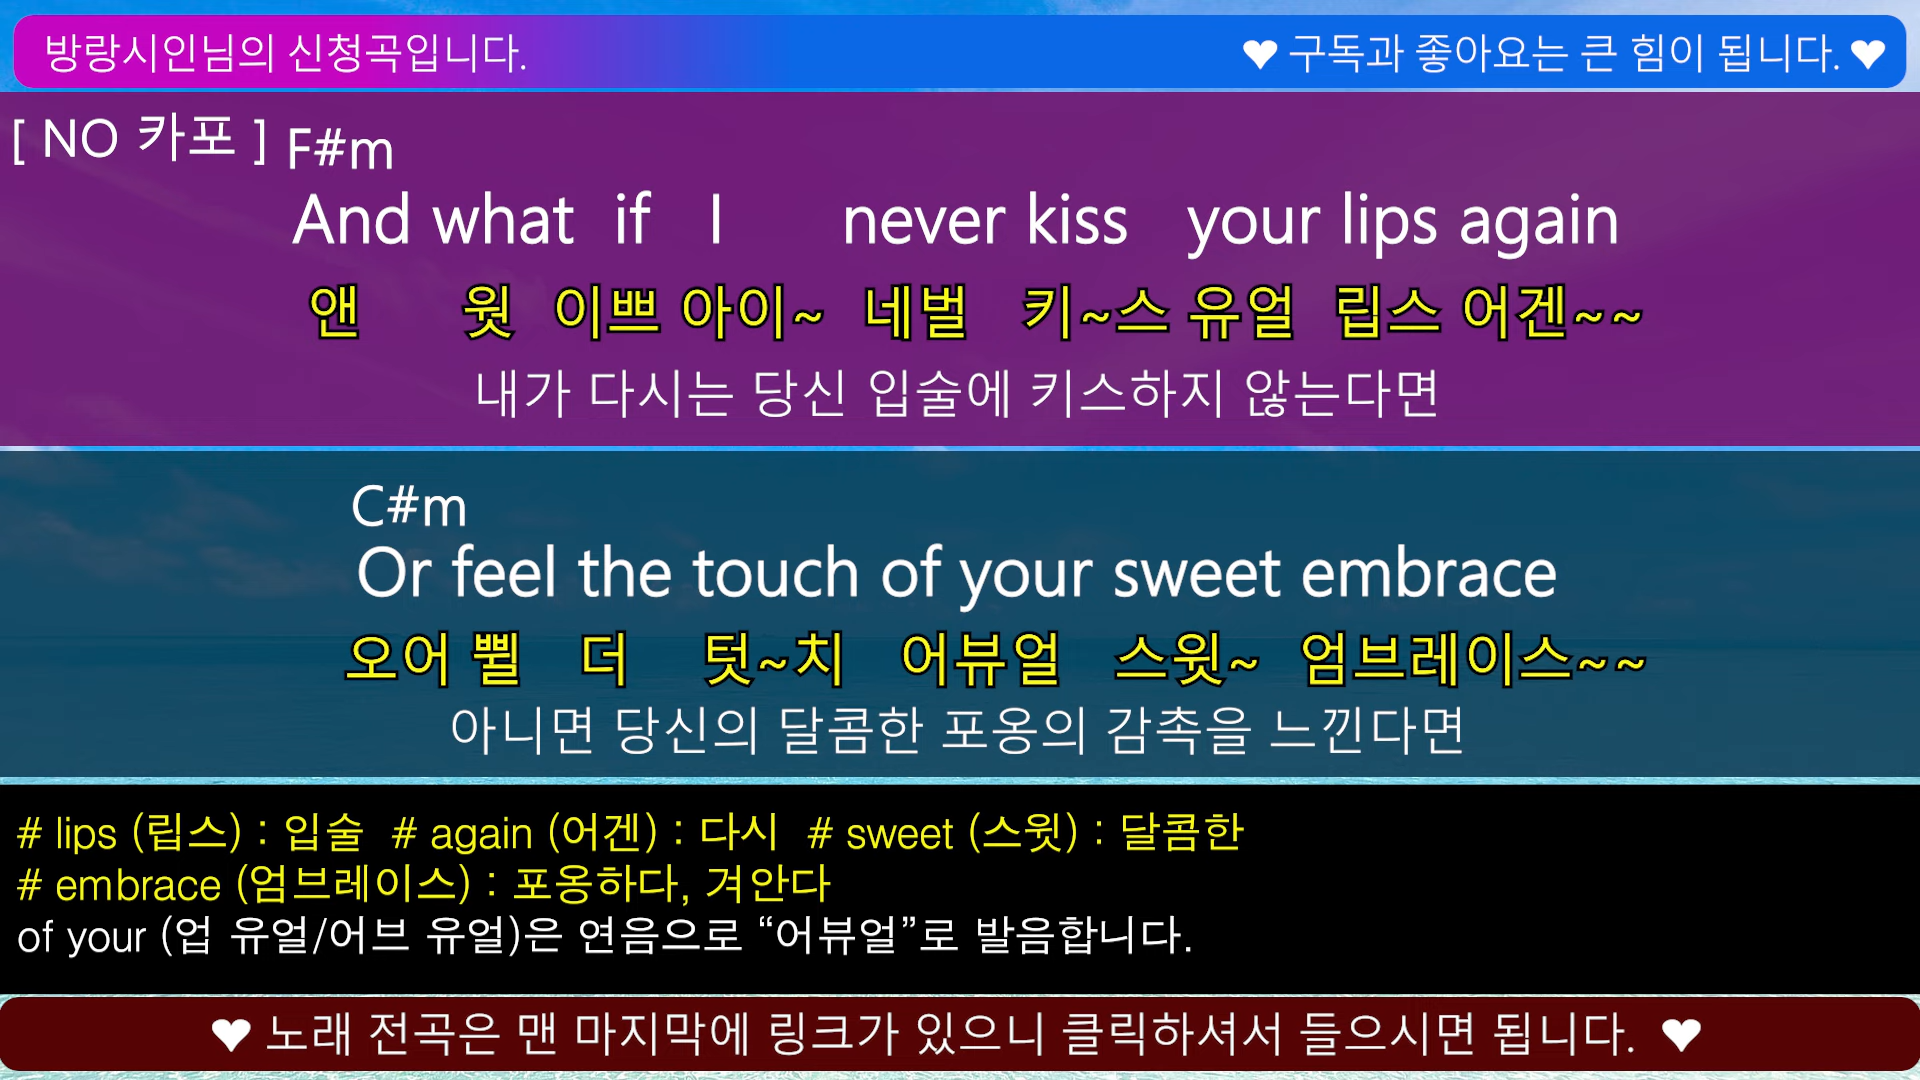 방랑시인님의 신청곡입니다.
♥ 구독과 좋아요는 큰 힘이 됩니다. ♥
[ NO 카포 ] F#m
And what if I never kiss your lips again
앤 웟 이쁘 아이~ 네벌 키~스 유얼 립스 어겐~~
내가 다시는 당신 입술에 키스하지 않는다면
C#m
Or feel the touch of your sweet embrace
오어 쀨 더 텃~치 어뷰얼 스윗~ 엄브레이스~~
아니면 당신의 달콤한 포옹의 감촉을 느낀다면
# lips (립스) : 입술 # again (어겐) : 다시 # sweet (스윗) : 달콤한
# embrace (엄브레이스) : 포옹하다, 겨안다
of your (업 유얼/어브 유얼)은 연음으로 “어뷰얼”로 발음합니다.
♥ 노래 전곡은 맨 마지막에 링크가 있으니 클릭하셔서 들으시면 됩니다. ♥